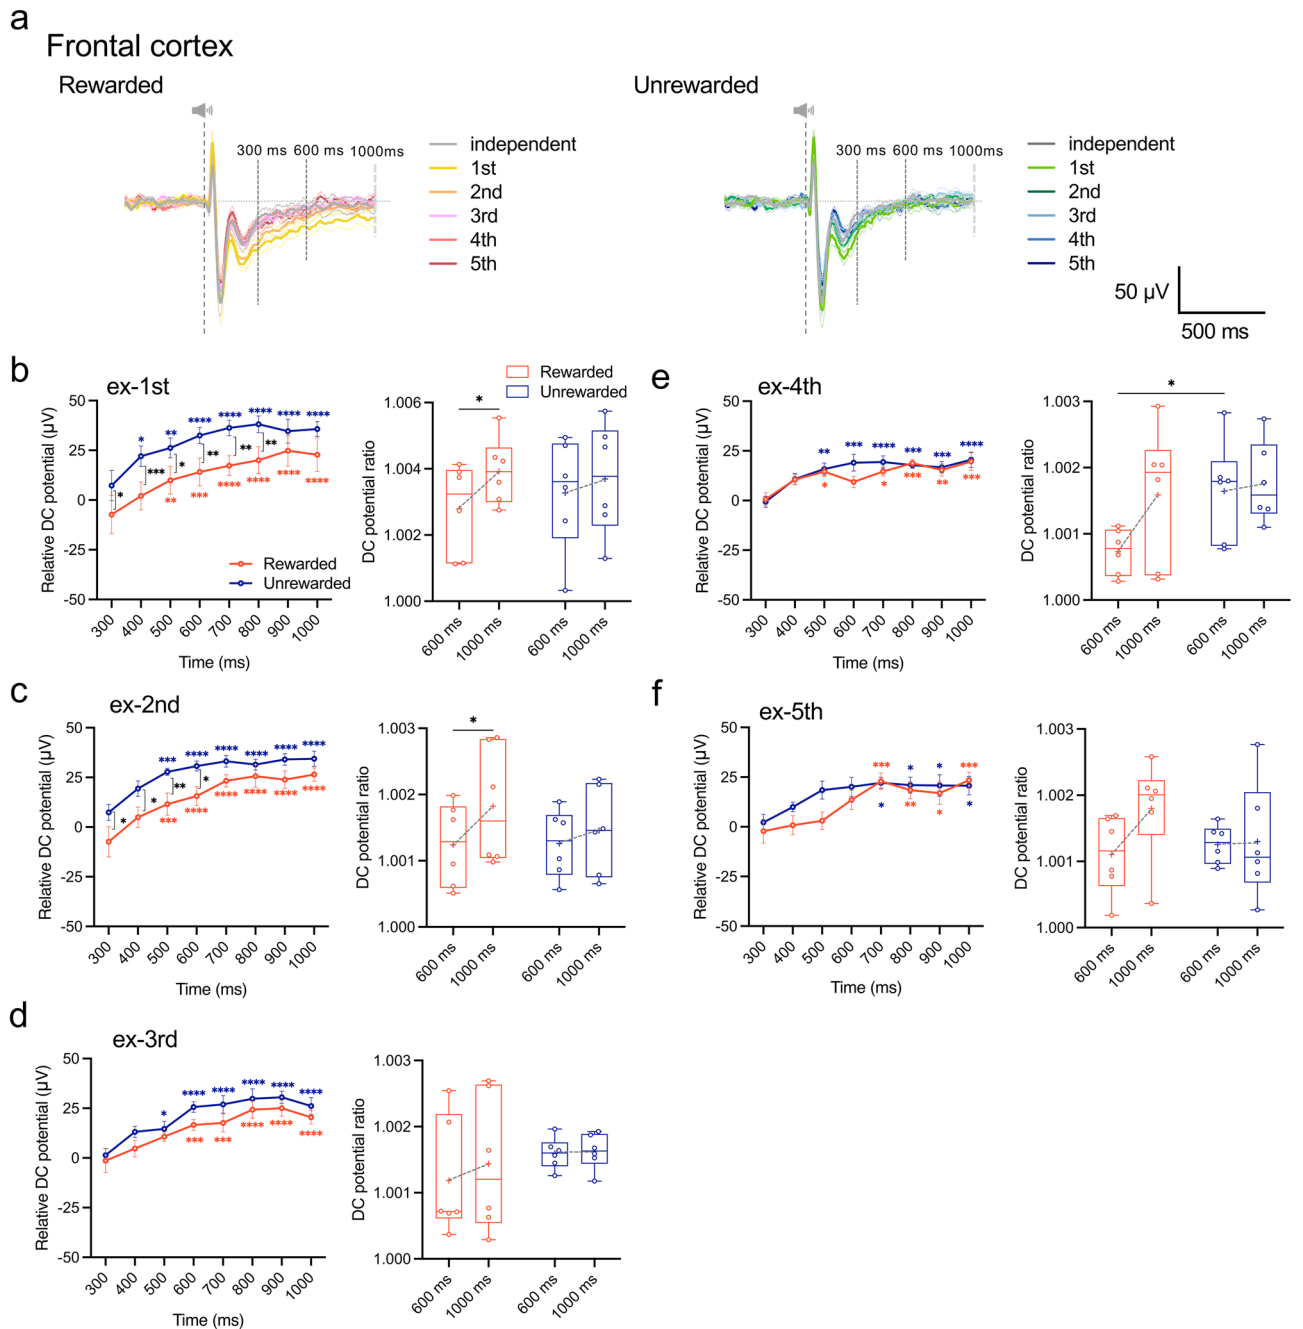 a
Frontal cortex
Rewarded
Unrewarded
300 ms 600 ms 1000ms
independent
1st
2nd
3rd
4th
5th
300 ms 600 ms 1000ms
independent
1st
2nd
3rd
4th
5th
50 µV
500 ms
b
ex-1st
Relative DC potential (µV)
50
25
0
-25
-50
* **** **** **** **** ****
* ** **** **** **** **** ****
* *** * ** ** **
** *** **** **** **** ****
Rewarded
Unrewarded
300 400 500 600 700 800 900 1000
Time (ms)
Rewarded
Unrewarded
DC potential ratio
1.006
1.004
1.002
1.000
*
600 ms 1000 ms 600 ms 1000 ms
e
ex-4th
Relative DC potential (µV)
50
25
0
-25
-50
** *** **** *** *** ****
* * *** ** ***
300 400 500 600 700 800 900 1000
Time (ms)
DC potential ratio
1.003
1.002
1.001
1.000
*
600 ms 1000 ms 600 ms 1000 ms
c
ex-2nd
Relative DC potential (µV)
50
25
0
-25
-50
*** **** **** **** **** ****
* * ** *
*** **** **** **** **** ****
300 400 500 600 700 800 900 1000
Time (ms)
DC potential ratio
1.003
1.002
1.001
1.000
*
600 ms 1000 ms 600 ms 1000 ms
f
ex-5th
Relative DC potential (µV)
50
25
0
-25
-50
*** * * ***
* ** * *
300 400 500 600 700 800 900 1000
Time (ms)
DC potential ratio
1.003
1.002
1.001
1.000
600 ms 1000 ms 600 ms 1000 ms
d
ex-3rd
Relative DC potential (µV)
50
25
0
-25
-50
* **** **** **** **** ****
*** *** **** **** ****
300 400 500 600 700 800 900 1000
Time (ms)
DC potential ratio
1.003
1.002
1.001
1.000
600 ms 1000 ms 600 ms 1000 ms